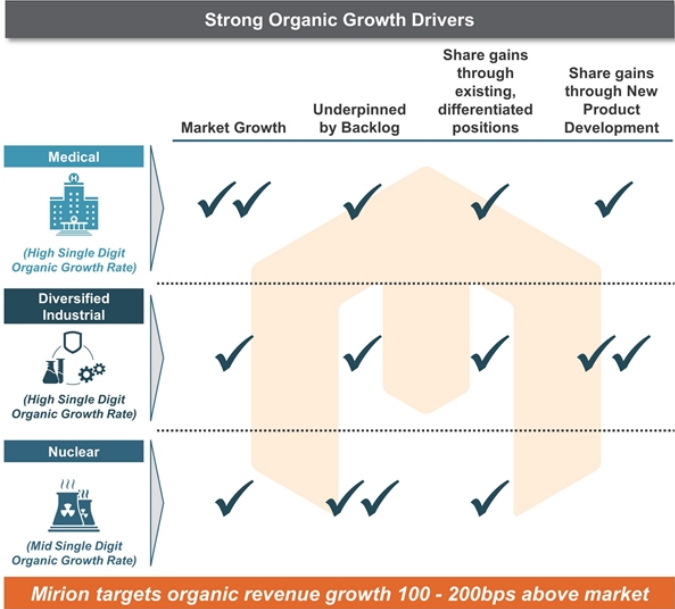 Strong Organic Growth Drivers
Market Growth
Underpinned
by Backlog
Share gains
through
existing,
differentiated
positions
Share gains
through New
Product
Development
Medical
H
(High Single Digit
Organic Growth Rate)
Diversified
Industrial
(High Single Digit
Organic Growth Rate)
Nuclear
(Mid Single Digit
Organic Growth Rate)
Mirion targets organic revenue growth 100 - 200bps above market